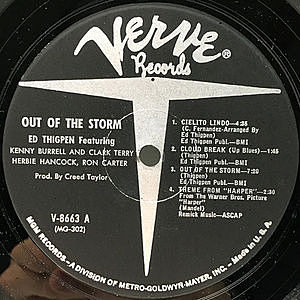 VERVE ®
Records
OUT OF THE STORM
ED THIGPEN Featuring
KENNY BURRELL AND CLARK TERRY
HERBIE HANCOCK, RON CARTER
Prod. By Creed Taylor
V-8663 A
(MG-302)
1. CIELITO LINDO—4:25
(C. Fernandez-Arranged By
Ed Thigpen)
Ed Thigpen Publ.—BMI
2. CLOUD BREAK (Up Blues)—1:45
(Thigpen)
Ed Thigpen Publ.—BMI
3. OUT OF THE STORM—7:20
(Thigpen)
Ed/Thigpen Publ.—BMI
4. THEME FROM "HARPER"—2:30
From The Warner Bros. Picture
"Harper"
(Mandel)
Remick Music—ASCAP
MGM RECORDS—A DIVISION OF METRO-GOLDWYN-MAYER, INC. Made in U.S.A.